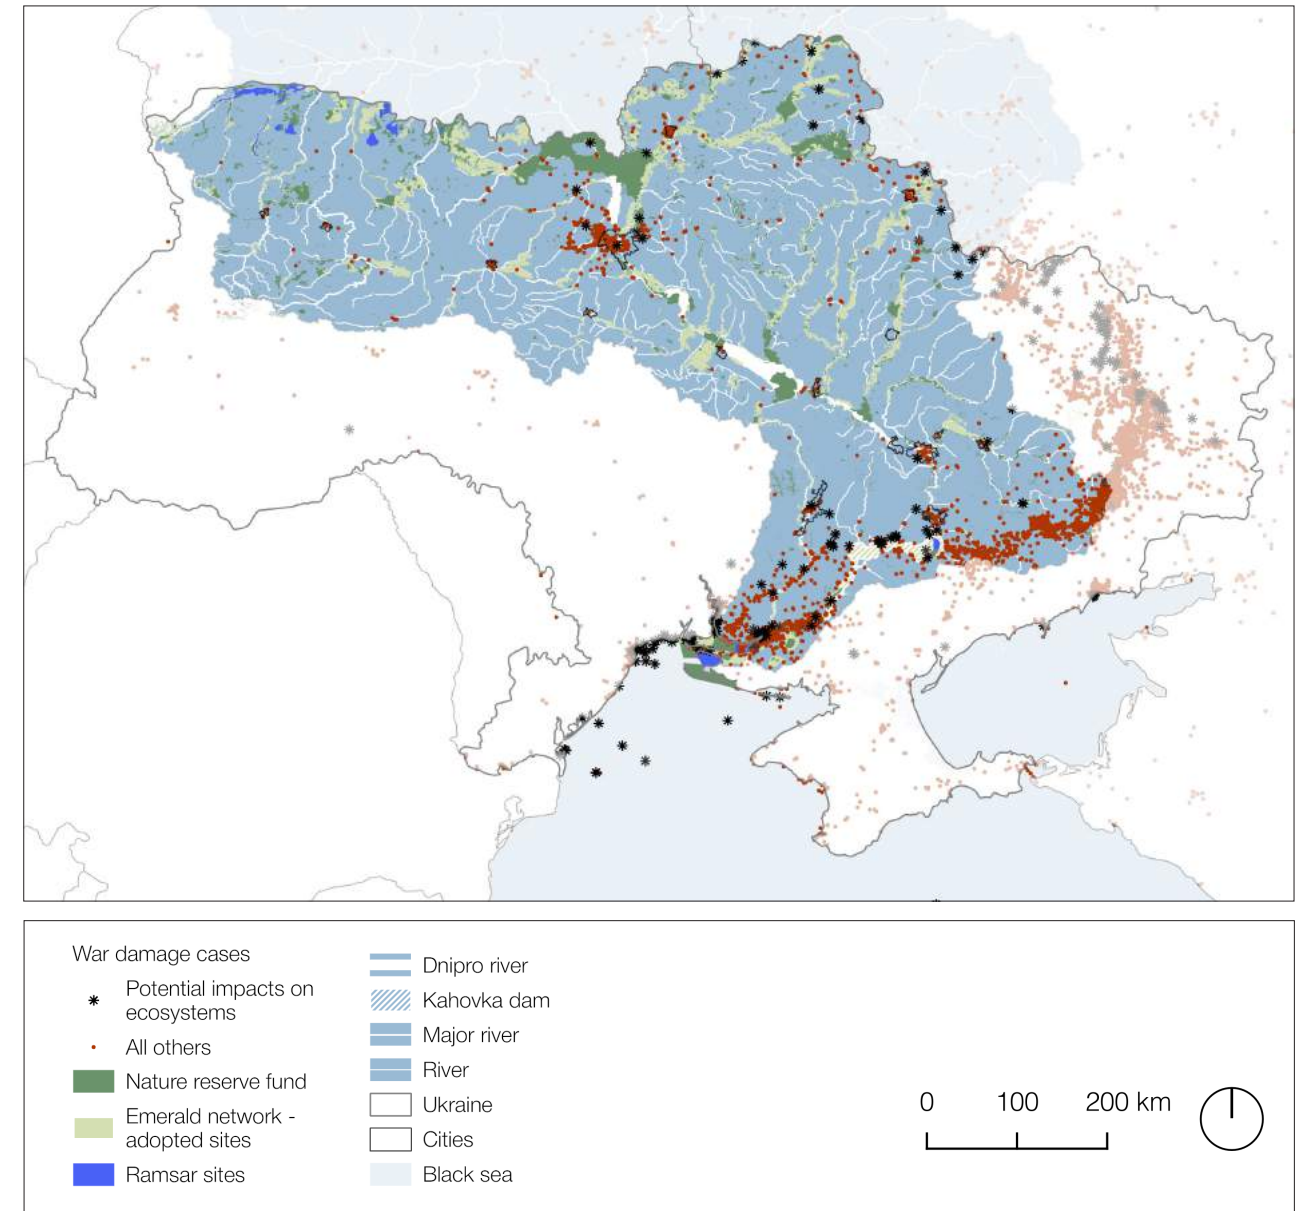 War damage cases
Potential impacts on
ecosystems
All others
Nature reserve fund
Emerald network -
adopted sites
Ramsar sites
Dnipro river
Kahovka dam
Major river
River
Ukraine
Cities
Black sea
0 100 200 km